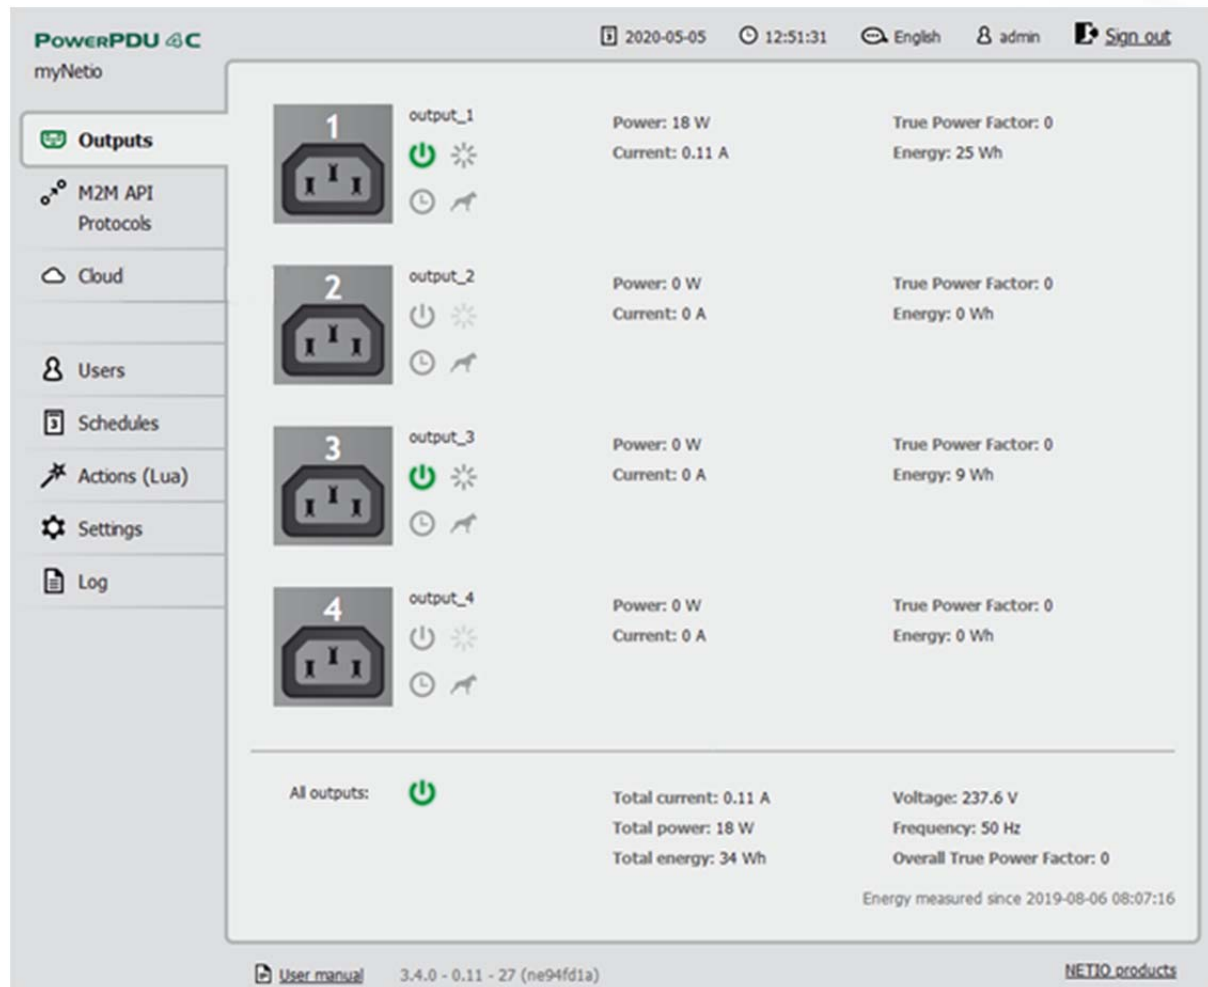 PowerPDU 4C
2020-05-05 12:51:31 English admin Sign out
myNetio
Outputs
M2M API
Protocols
Cloud
Users
Schedules
Actions (Lua)
Settings
Log
1
output_1
Power: 18 W
True Power Factor: 0
Current: 0.11 A
Energy: 25 Wh
2
output_2
Power: 0 W
True Power Factor: 0
Current: 0 A
Energy: 0 Wh
3
output_3
Power: 0 W
True Power Factor: 0
Current: 0 A
Energy: 9 Wh
4
output_4
Power: 0 W
True Power Factor: 0
Current: 0 A
Energy: 0 Wh
All outputs:
Total current: 0.11 A
Voltage: 237.6 V
Total power: 18 W
Frequency: 50 Hz
Total energy: 34 Wh
Overall True Power Factor: 0
Energy measured since 2019-08-06 08:07:16
User manual 3.4.0 - 0.11 - 27 (ne94fd1a) NETIO products